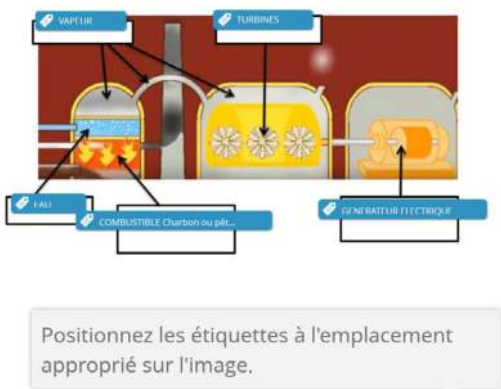 VAPEUR
TURBINES
EAU
COMBUSTIBLE Charbon ou pét...
GENERATEUR ELECTRIQUE
Positionnez les étiquettes à l'emplacement
approprié sur l'image.